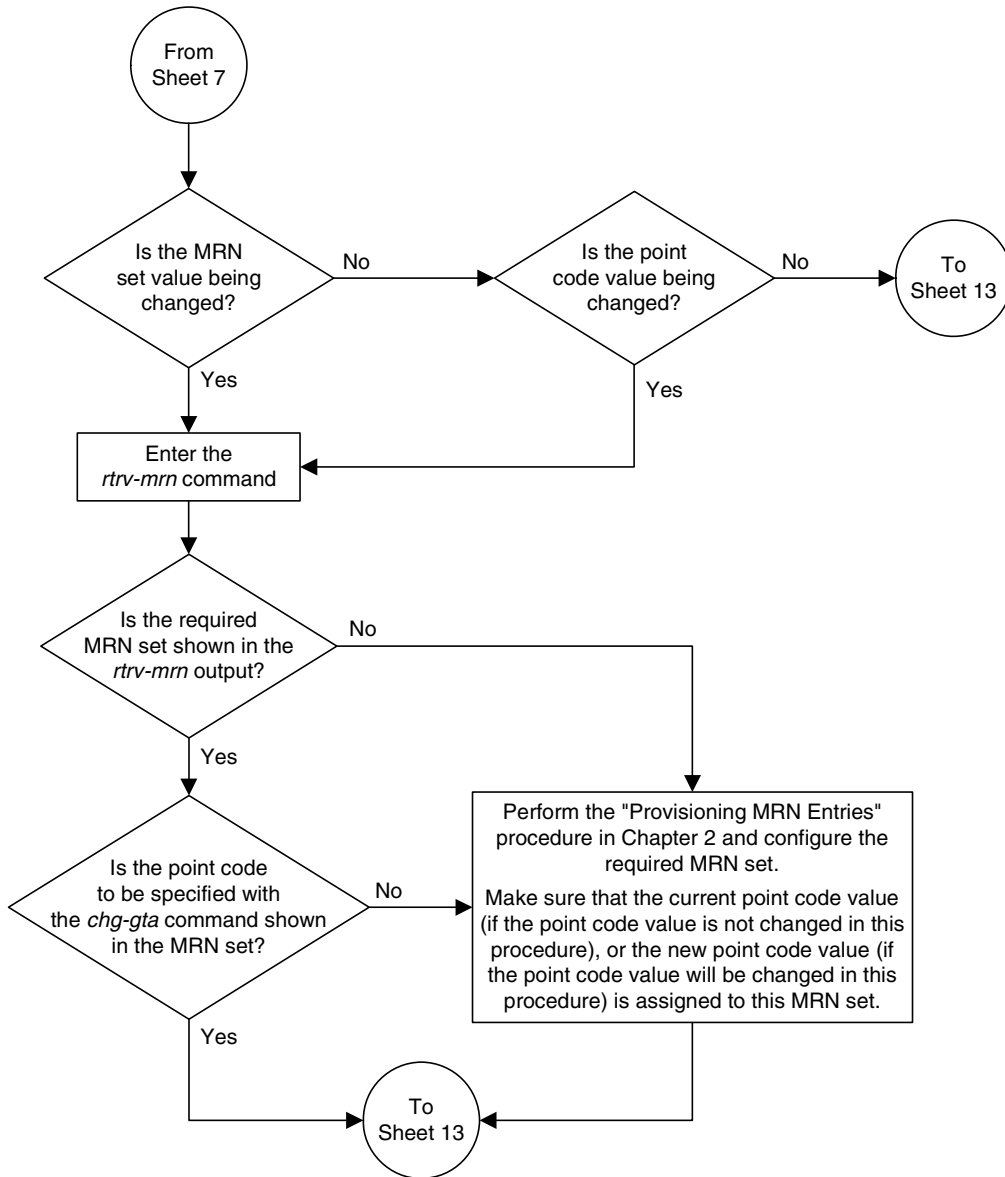 From
Sheet 7
Is the MRN
set value being
changed?
No
Is the point
code value being
changed?
No
To
Sheet 13
Yes
Yes
Enter the
rtrv-mrn command
Is the required
MRN set shown in the
rtrv-mrn output?
No
Yes
Is the point code
to be specified with
the chg-gta command shown
in the MRN set?
No
Perform the "Provisioning MRN Entries"
procedure in Chapter 2 and configure the
required MRN set.
Make sure that the current point code value
(if the point code value is not changed in this
procedure), or the new point code value (if
the point code value will be changed in this
procedure) is assigned to this MRN set.
Yes
To
Sheet 13